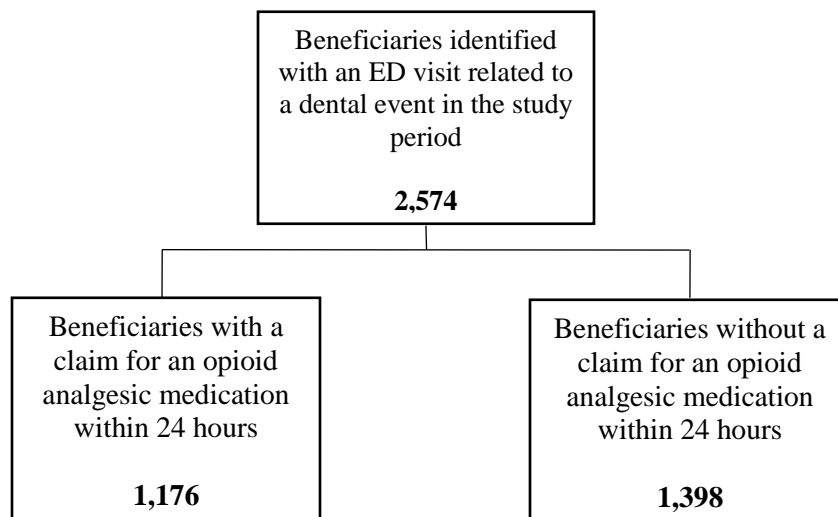 Beneficiaries identified
with an ED visit related to
a dental event in the study
period
2,574
Beneficiaries with a
claim for an opioid
analgesic medication
within 24 hours
1,176
Beneficiaries without a
claim for an opioid
analgesic medication
within 24 hours
1,398